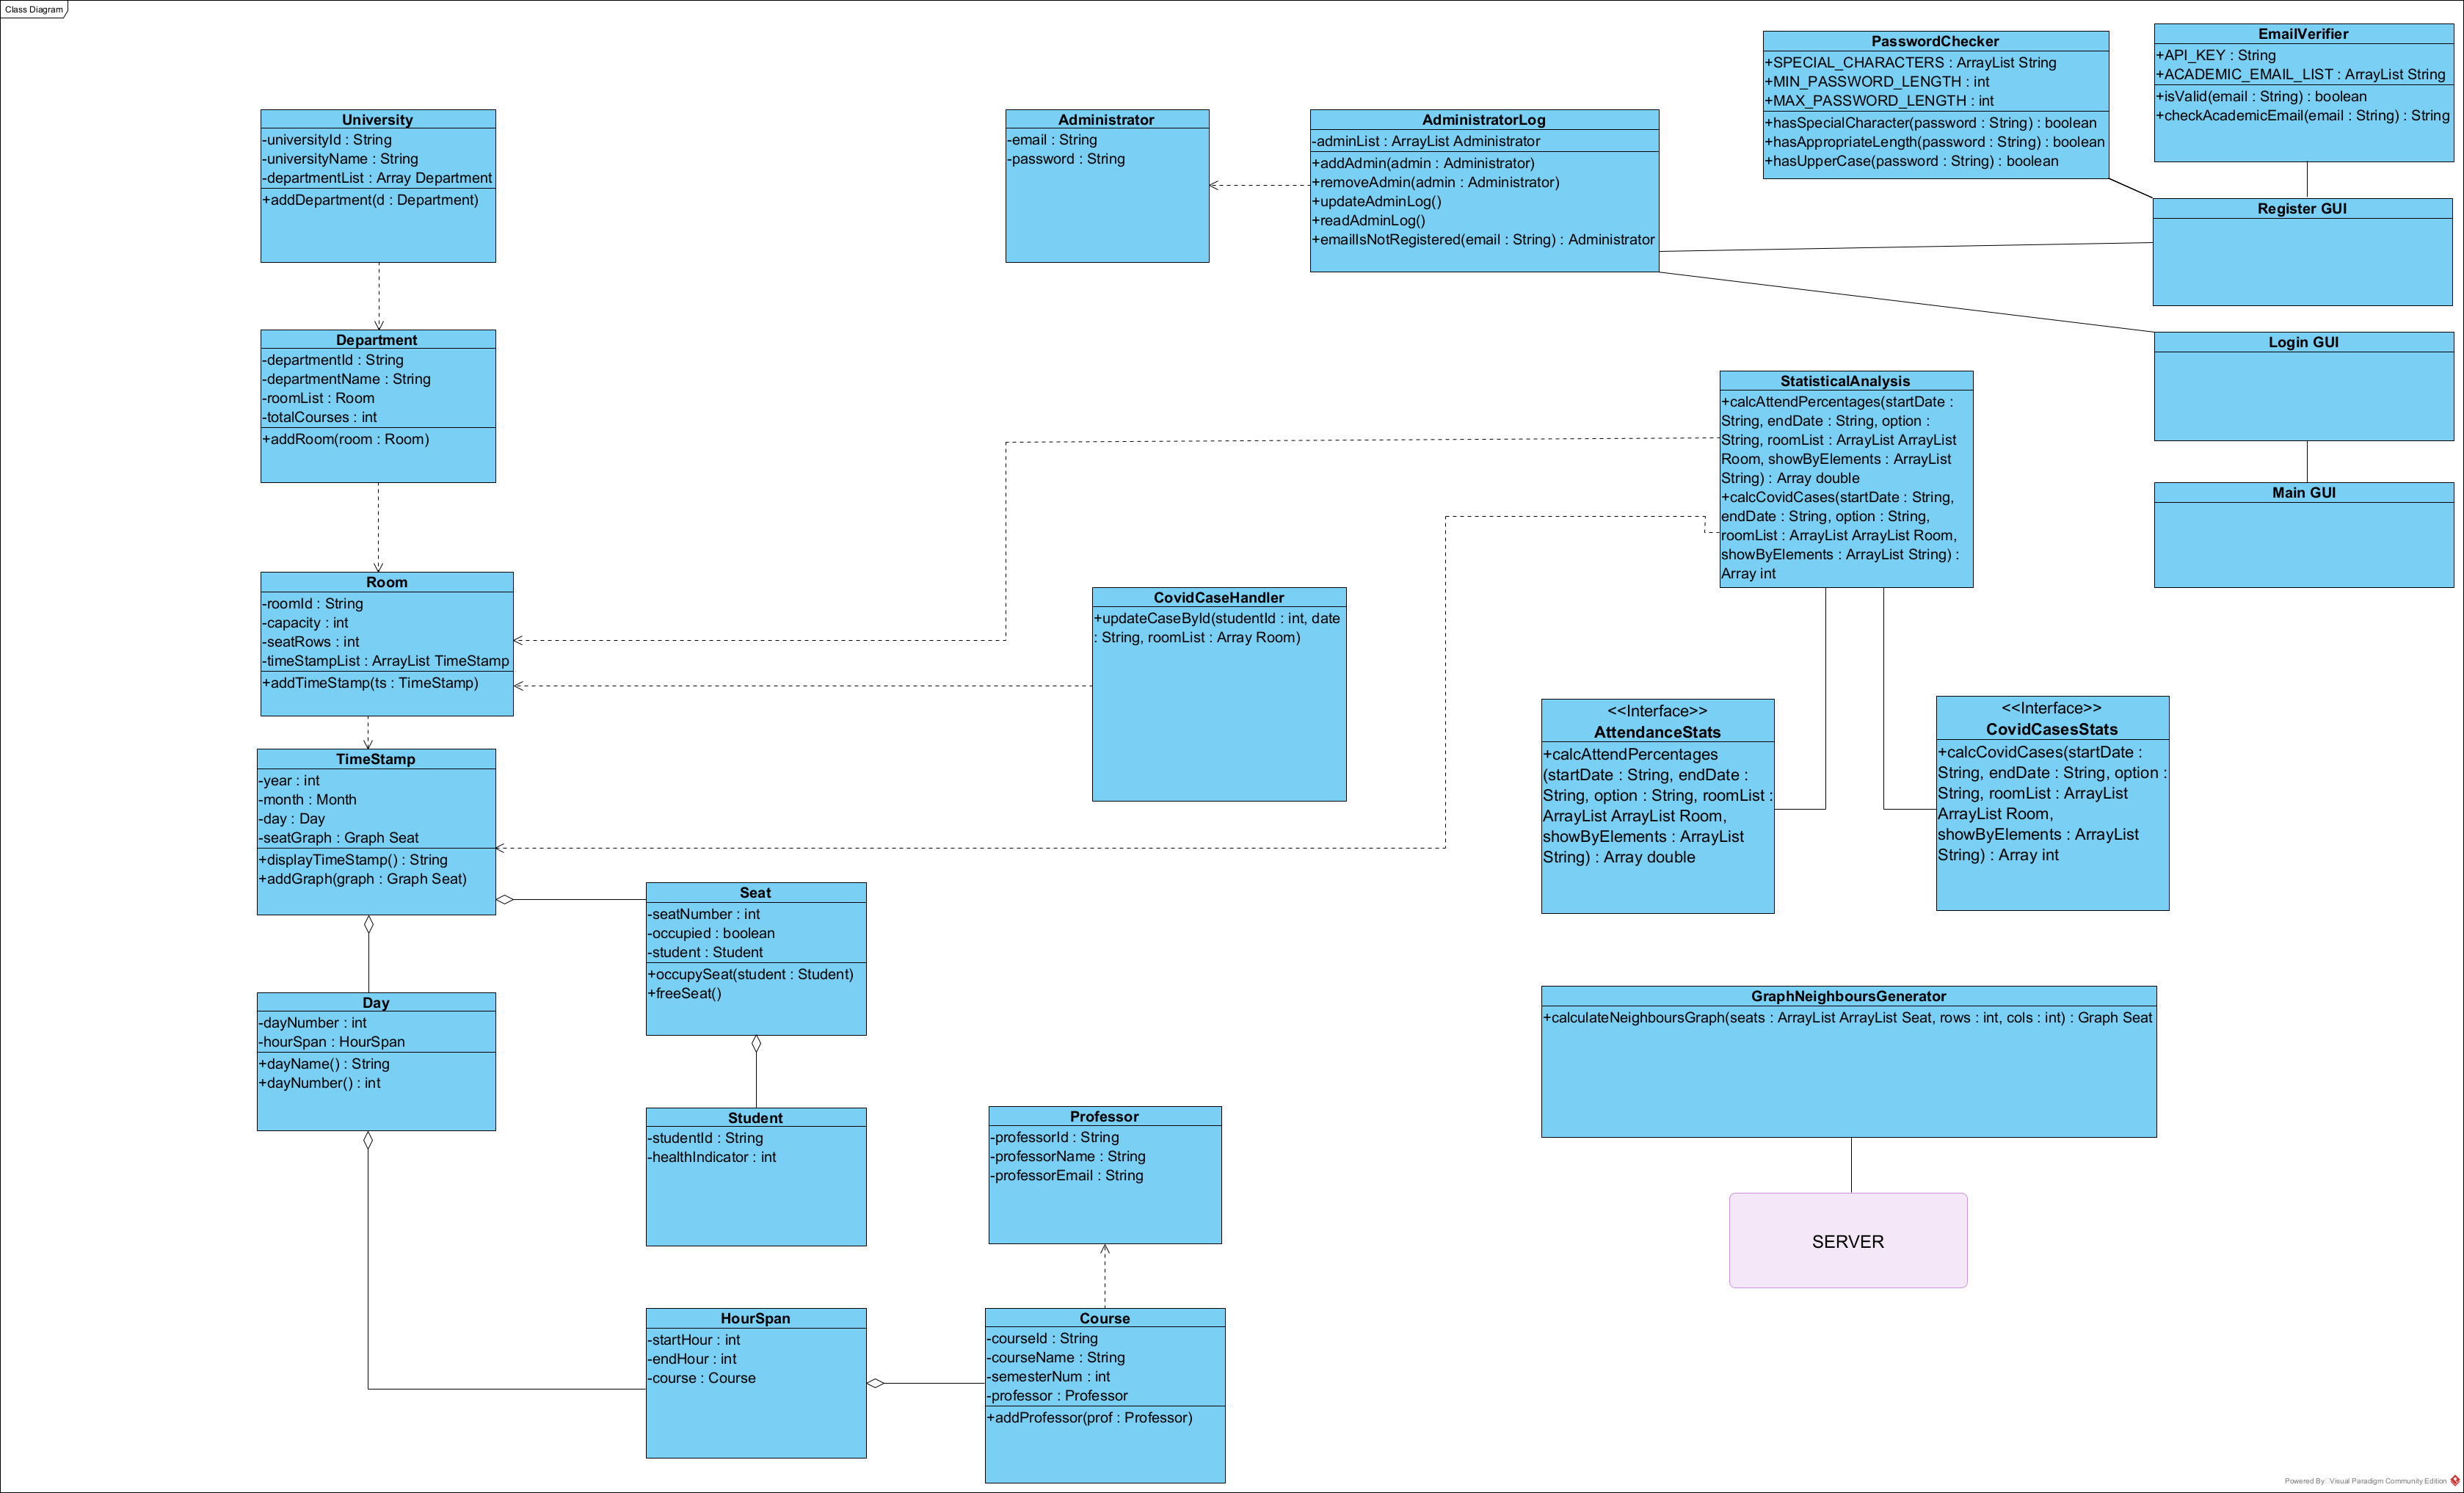 Class Diagram
University
-universityId : String
-universityName : String
-departmentList : Array Department
+addDepartment(d : Department)
Administrator
-email : String
-password : String
AdministratorLog
-adminList : ArrayList Administrator
+addAdmin(admin : Administrator)
+removeAdmin(admin : Administrator)
+updateAdminLog()
+readAdminLog()
+emailIsNotRegistered(email : String) : Administrator
PasswordChecker
+SPECIAL_CHARACTERS : ArrayList String
+MIN_PASSWORD_LENGTH : int
+MAX_PASSWORD_LENGTH : int
+hasSpecialCharacter(password : String) : boolean
+hasAppropriateLength(password : String) : boolean
+hasUpperCase(password : String) : boolean
EmailVerifier
+API_KEY : String
+ACADEMIC_EMAIL_LIST : ArrayList String
+isValid(email : String) : boolean
+checkAcademicEmail(email : String) : String
Register GUI
Login GUI
Main GUI
Department
-departmentId : String
-departmentName : String
-roomList : Room
-totalCourses : int
+addRoom(room : Room)
StatisticalAnalysis
+calcAttendPercentages(startDate :
String, endDate : String, option :
String, roomList : ArrayList ArrayList
Room, showByElements : ArrayList
String) : Array double
+calcCovidCases(startDate : String,
endDate : String, option : String,
roomList : ArrayList ArrayList Room,
showByElements : ArrayList String) :
Array int
Room
-roomId : String
-capacity : int
-seatRows : int
-timeStampList : ArrayList TimeStamp
+addTimeStamp(ts : TimeStamp)
CovidCaseHandler
+updateCaseById(studentId : int, date
: String, roomList : Array Room)
<<Interface>>
AttendanceStats
+calcAttendPercentages
(startDate : String, endDate :
String, option : String, roomList :
ArrayList ArrayList Room,
showByElements : ArrayList
String) : Array double
<<Interface>>
CovidCasesStats
+calcCovidCases(startDate :
String, endDate : String, option :
String, roomList : ArrayList
ArrayList Room,
showByElements : ArrayList
String) : Array int
TimeStamp
-year : int
-month : Month
-day : Day
-seatGraph : Graph Seat
+displayTimeStamp() : String
+addGraph(graph : Graph Seat)
Seat
-seatNumber : int
-occupied : boolean
-student : Student
+occupySeat(student : Student)
+freeSeat()
Day
-dayNumber : int
-hourSpan : HourSpan
+dayName() : String
+dayNumber() : int
GraphNeighboursGenerator
+calculateNeighboursGraph(seats : ArrayList ArrayList Seat, rows : int, cols : int) : Graph Seat
Student
-studentId : String
-healthIndicator : int
Professor
-professorId : String
-professorName : String
-professorEmail : String
SERVER
HourSpan
-startHour : int
-endHour : int
-course : Course
Course
-courseId : String
-courseName : String
-semesterNum : int
-professor : Professor
+addProfessor(prof : Professor)
Powered By Visual Paradigm Community Edition